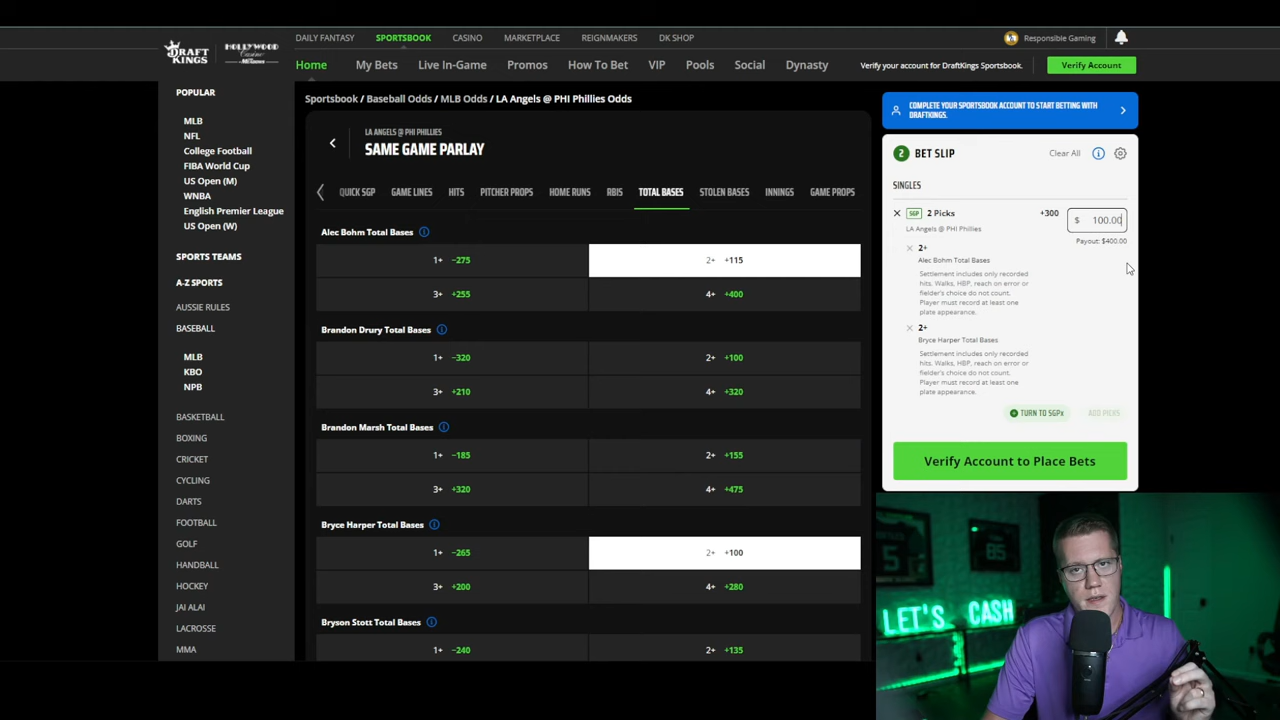 DRAFT KINGS
HOLLYWOOD Casino
DAILY FANTASY SPORTSBOOK CASINO MARKETPLACE REIGNMAKERS DK SHOP
Responsible Gaming
Home My Bets Live In-Game Promos How To Bet VIP Pools Social Dynasty
Verify your account for DraftKings Sportsbook.
Verify Account
POPULAR
MLB
NFL
College Football
FIBA World Cup
US Open (M)
WNBA
English Premier League
US Open (W)
SPORTS TEAMS
A-Z SPORTS
AUSSIE RULES
BASEBALL
MLB
KBO
NPB
BASKETBALL
BOXING
CRICKET
CYCLING
DARTS
FOOTBALL
GOLF
HANDBALL
HOCKEY
JAI ALAI
LACROSSE
MMA
Sportsbook / Baseball Odds / MLB Odds / LA Angels @ PHI Phillies Odds
LA ANGELS @ PHI PHILLIES
SAME GAME PARLAY
QUICK SGP GAME LINES HITS PITCHER PROPS HOME RUNS RBIS TOTAL BASES STOLEN BASES INNINGS GAME PROPS
Alec Bohm Total Bases
1+ −275 2+ +115
3+ +255 4+ +400
Brandon Drury Total Bases
1+ −320 2+ +100
3+ +210 4+ +320
Brandon Marsh Total Bases
1+ −185 2+ +155
3+ +320 4+ +475
Bryce Harper Total Bases
1+ −265 2+ +100
3+ +200 4+ +280
Bryson Stott Total Bases
1+ −240 2+ +135
COMPLETE YOUR SPORTSBOOK ACCOUNT TO START BETTING WITH
DRAFTKINGS.
2 BET SLIP Clear All
SINGLES
SGP 2 Picks +300 $ 100.00
LA Angels @ PHI Phillies
Payout: $400.00
2+
Alec Bohm Total Bases
Settlement includes only recorded
hits. Walks, HBP, reach on error or
fielder's choice do not count.
Player must record at least one
plate appearance.
2+
Bryce Harper Total Bases
Settlement includes only recorded
hits. Walks, HBP, reach on error or
fielder's choice do not count.
Player must record at least one
plate appearance.
TURN TO SGPx ADD PICKS
Verify Account to Place Bets
5
85
LET'S CASH